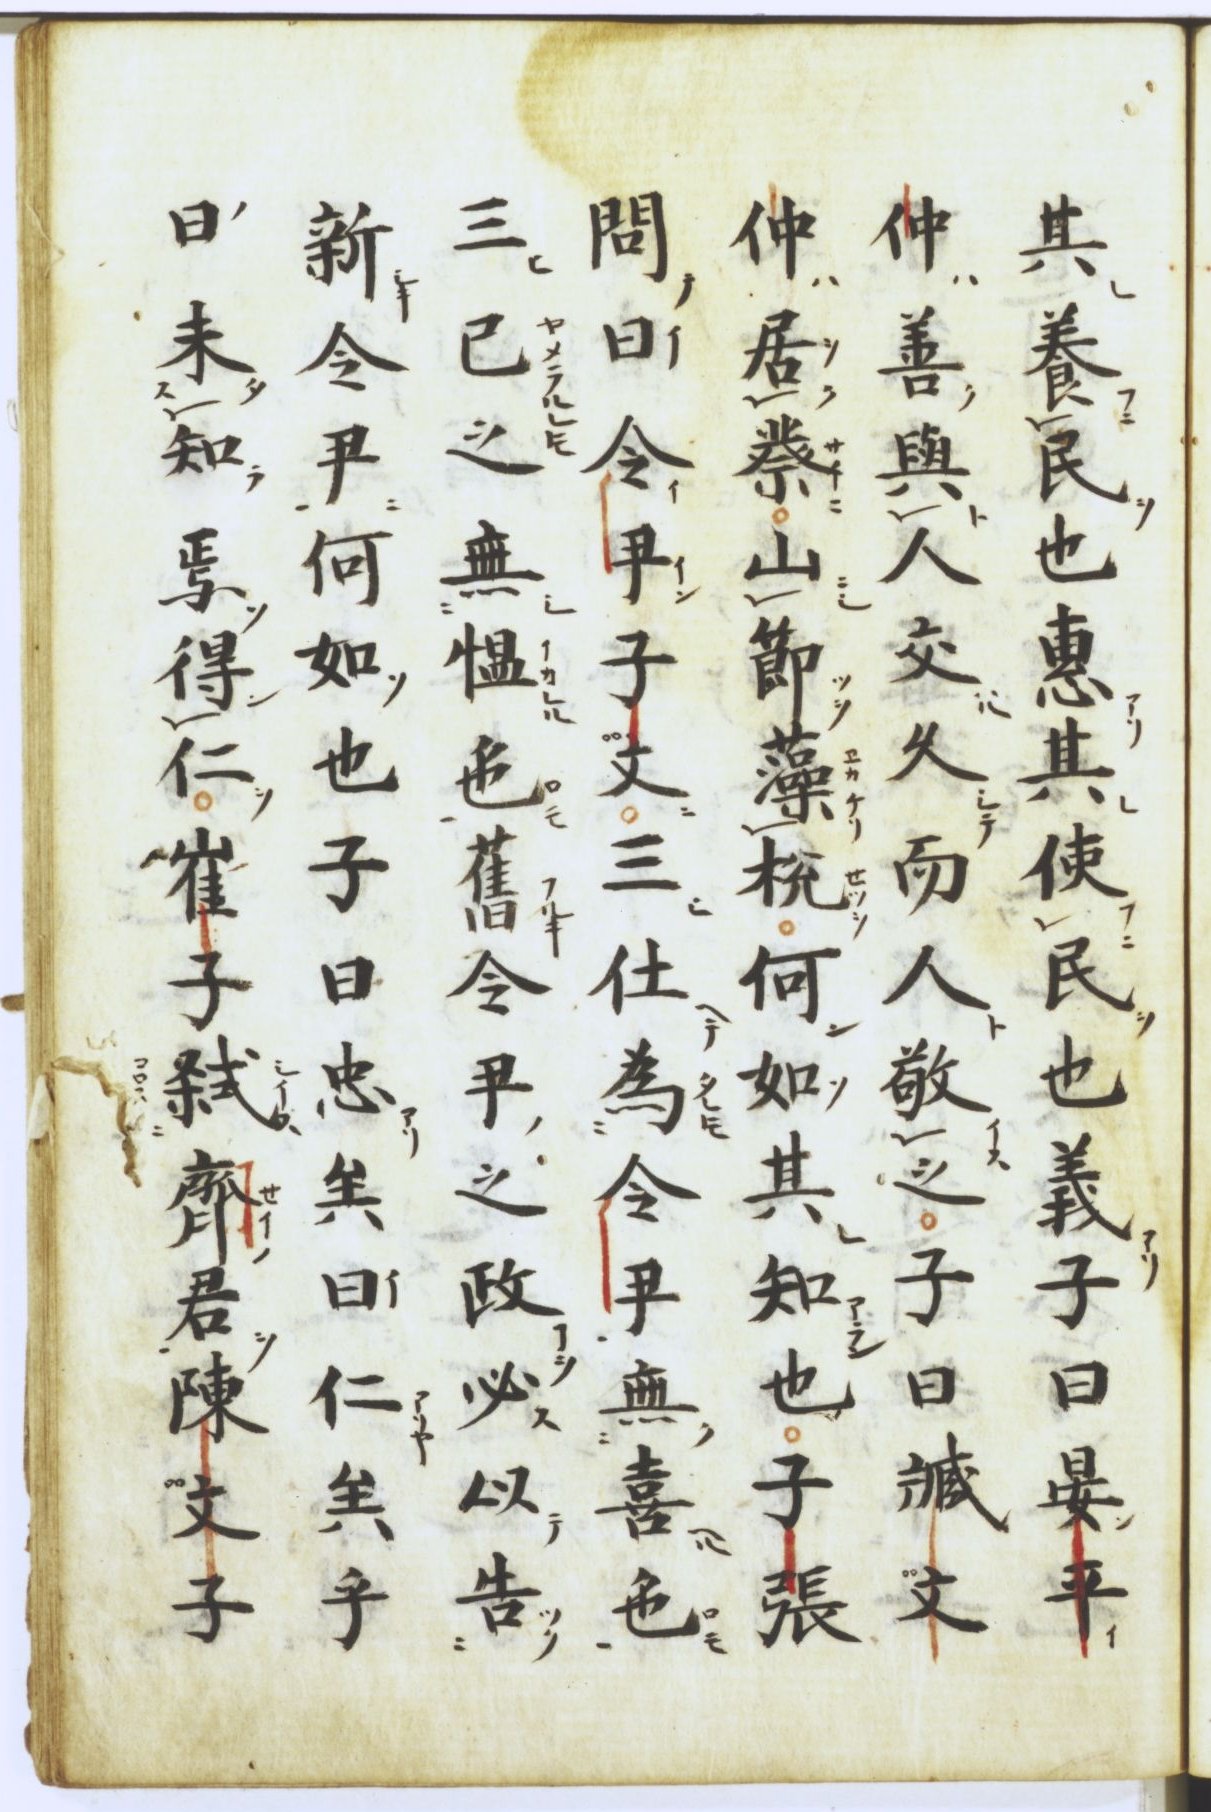 其養民也惠其使民也義子曰晏平
仲善與人交久而人敬之子曰臧文
仲居蔡山節藻梲何如其知也子張
問曰令尹子文三仕為令尹無喜色
三已之無慍色舊令尹之政必以告
新令尹何如也子曰忠矣曰仁矣乎
曰未知焉得仁崔子弑齊君陳文子